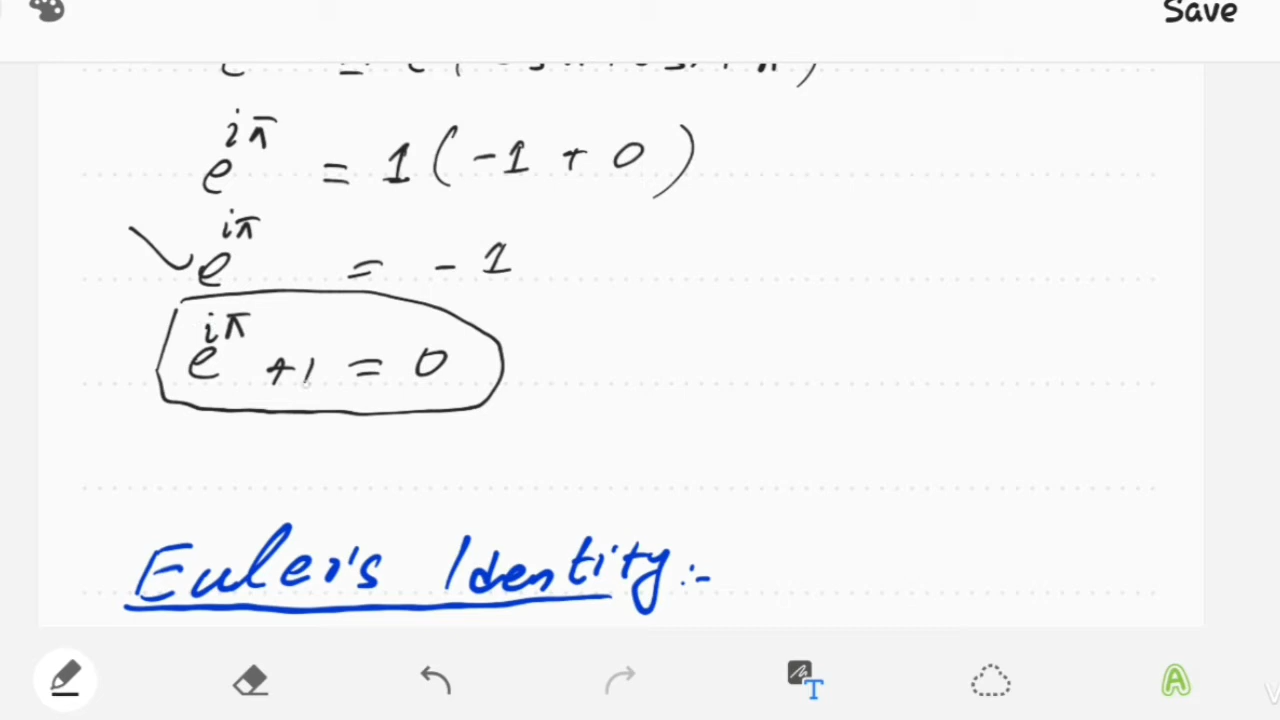 Save
e^{iπ} = 1(-1 + 0)
e^{iπ} = -1
e^{iπ} +1 = 0
Euler's Identity:-
T
A